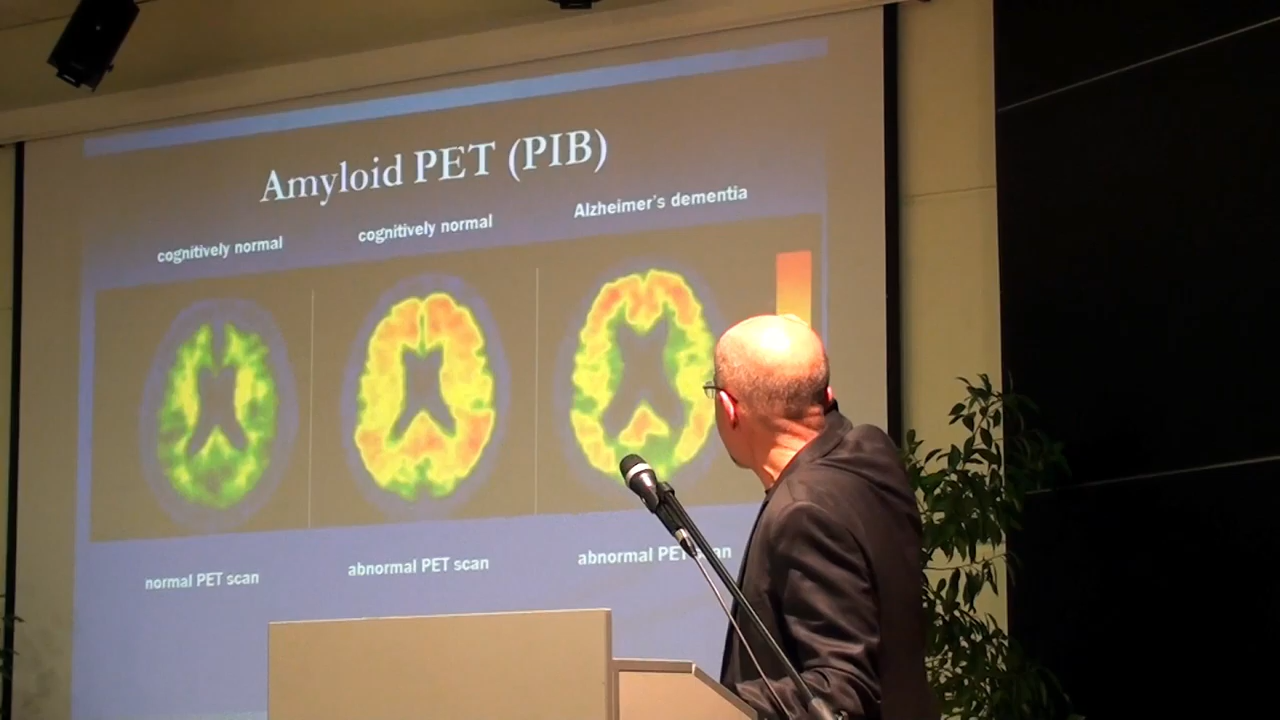 Amyloid PET (PIB)
cognitively normal
cognitively normal
Alzheimer's dementia
normal PET scan
abnormal PET scan
abnormal PET scan